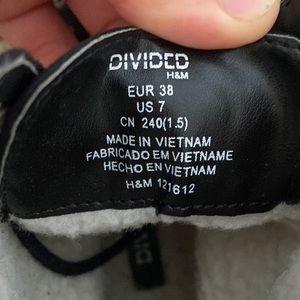 DIVIDED
H&M
EUR 38
US 7
CN 240(1.5)
MADE IN VIETNAM
FABRICADO EM VIETNAME
HECHO EN VIETNAM
H&M 121612